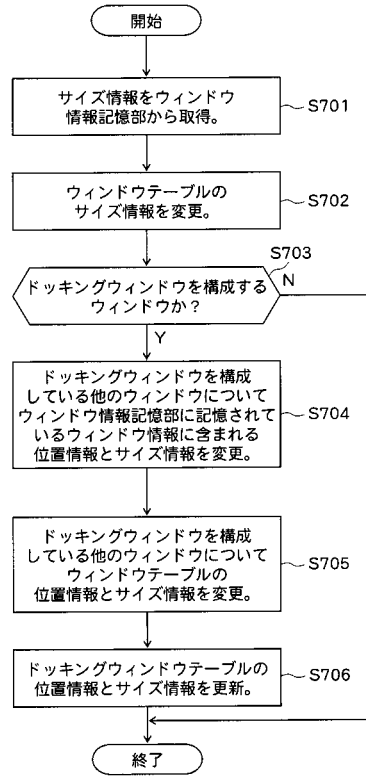 開始
サイズ情報をウィンドウ
情報記憶部から取得。
S701
ウィンドウテーブルの
サイズ情報を変更。
S702
S703
ドッキングウィンドウを構成する
ウィンドウか?
N
Y
ドッキングウィンドウを構成
している他のウィンドウについて
ウィンドウ情報記憶部に記憶されて
いるウィンドウ情報に含まれる
位置情報とサイズ情報を変更。
S704
ドッキングウィンドウを構成
している他のウィンドウについて
ウィンドウテーブルの
位置情報とサイズ情報を変更。
S705
ドッキングウィンドウテーブルの
位置情報とサイズ情報を更新。
S706
終了